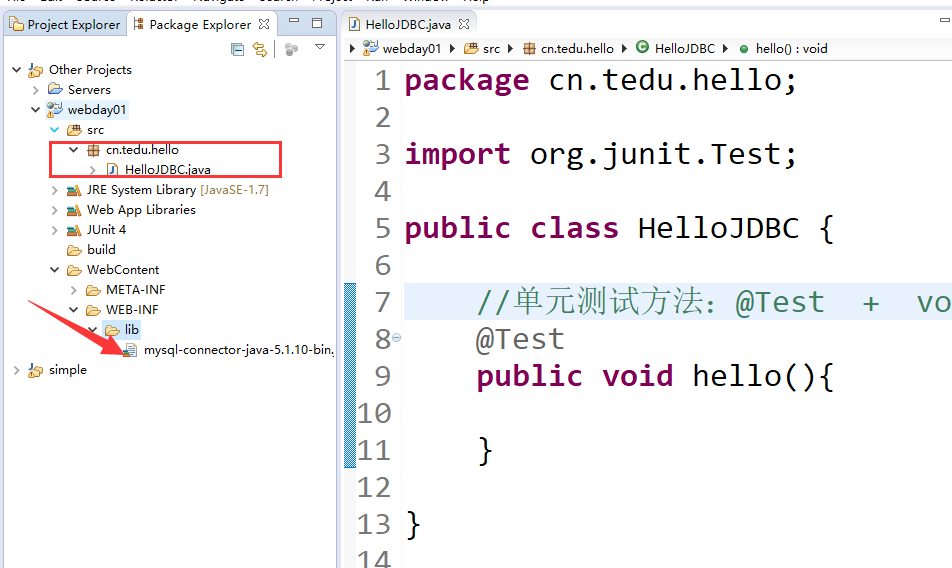 Project Explorer
Package Explorer
Other Projects
Servers
webday01
src
cn.tedu.hello
HelloJDBC.java
JRE System Library [JavaSE-1.7]
Web App Libraries
JUnit 4
build
WebContent
META-INF
WEB-INF
lib
mysql-connector-java-5.1.10-bin.
simple
HelloJDBC.java
webday01 src cn.tedu.hello HelloJDBC hello() : void
1 package cn.tedu.hello;
2
3 import org.junit.Test;
4
5 public class HelloJDBC {
6
7 //单元测试方法：@Test + vo
8 @Test
9 public void hello(){
10
11 }
12
13 }
14